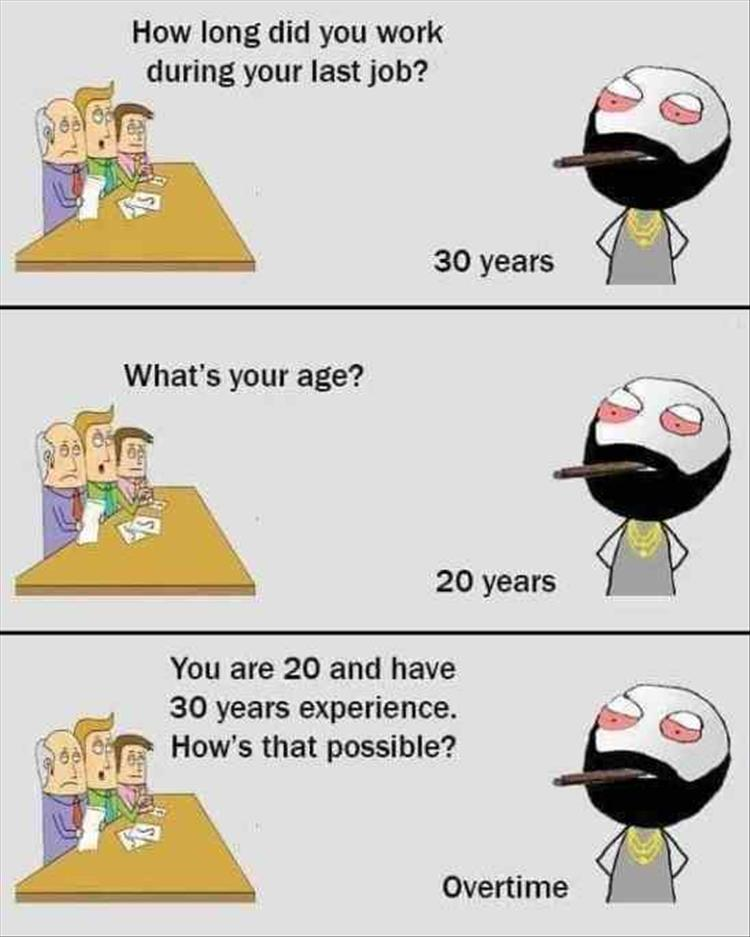 How long did you work
during your last job?
30 years
What's your age?
20 years
You are 20 and have
30 years experience.
How's that possible?
Overtime